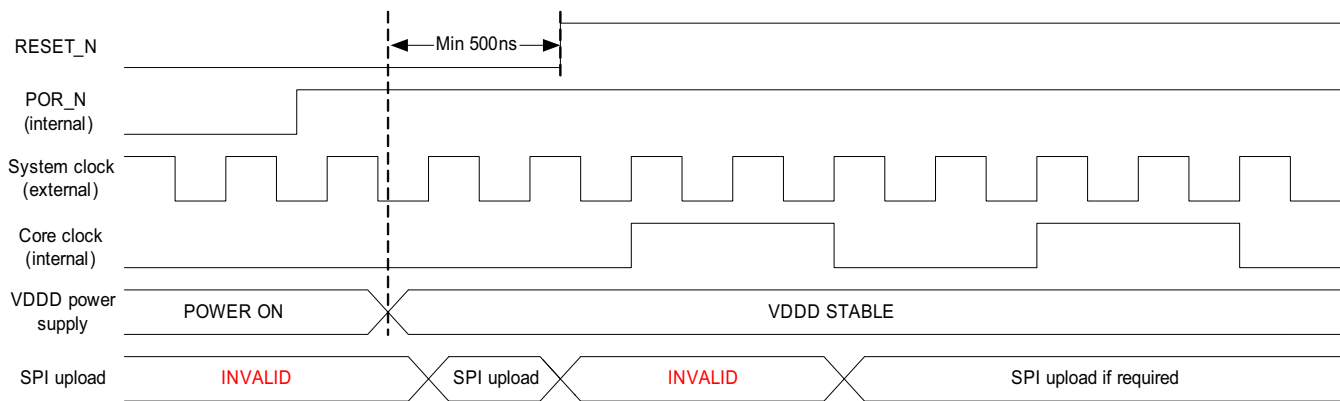 RESET_N
Min 500ns
POR_N
(internal)
System clock
(external)
Core clock
(internal)
VDDD power
supply
POWER ON
VDDD STABLE
SPI upload
INVALID
SPI upload
INVALID
SPI upload if required